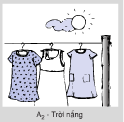 A₂ - Trời nắng